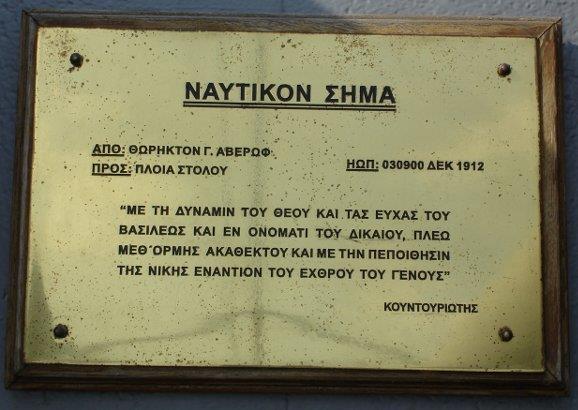 ΝΑΥΤΙΚΟΝ ΣΗΜΑ
ΑΠΟ: ΘΩΡΗΚΤΟΝ Γ. ΑΒΕΡΩΦ
ΠΡΟΣ: ΠΛΟΙΑ ΣΤΟΛΟΥ
ΗΩΠ: 030900 ΔΕΚ 1912
“ΜΕ ΤΗ ΔΥΝΑΜΙΝ ΤΟΥ ΘΕΟΥ ΚΑΙ ΤΑΣ ΕΥΧΑΣ ΤΟΥ
ΒΑΣΙΛΕΩΣ ΚΑΙ ΕΝ ΟΝΟΜΑΤΙ ΤΟΥ ΔΙΚΑΙΟΥ, ΠΛΕΩ
ΜΕΘ΄ΟΡΜΗΣ ΑΚΑΘΕΚΤΟΥ ΚΑΙ ΜΕ ΤΗΝ ΠΕΠΟΙΘΗΣΙΝ
ΤΗΣ ΝΙΚΗΣ ΕΝΑΝΤΙΟΝ ΤΟΥ ΕΧΘΡΟΥ ΤΟΥ ΓΕΝΟΥΣ”
ΚΟΥΝΤΟΥΡΙΩΤΗΣ